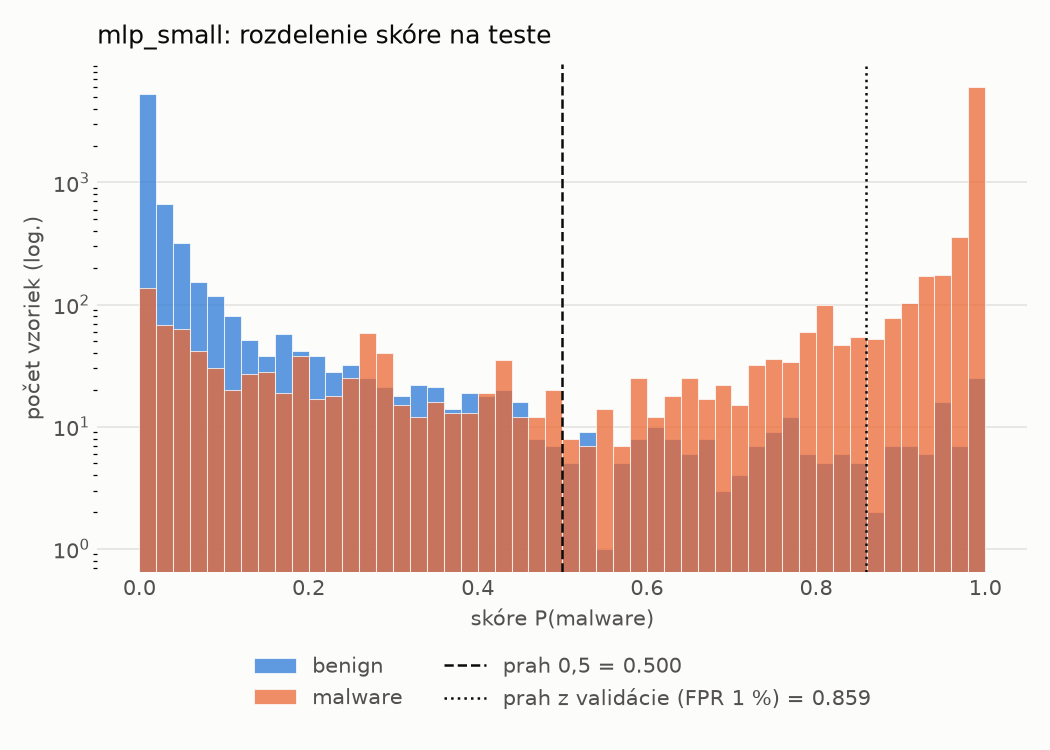 mlp_small: rozdelenie skóre na teste
počet vzoriek (log.)
10³
10²
10¹
10⁰
0.0 0.2 0.4 0.6 0.8 1.0
skóre P(malware)
benign
malware
prah 0,5 = 0.500
prah z validácie (FPR 1 %) = 0.859